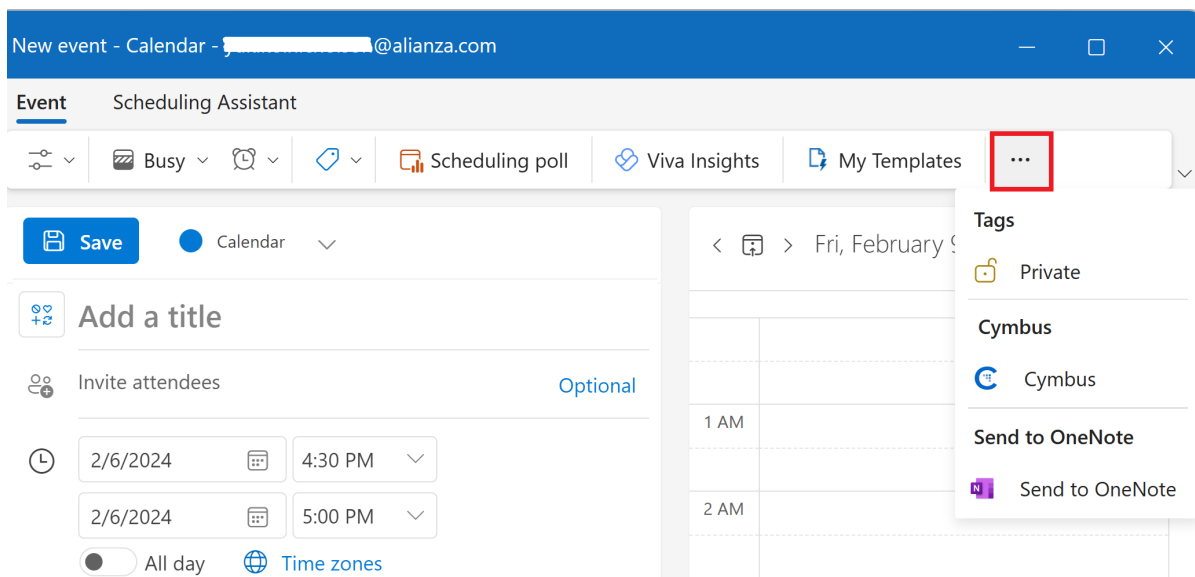 New event - Calendar - @alianza.com
Event Scheduling Assistant
Busy Scheduling poll Viva Insights My Templates ...
Save Calendar
Fri, February
Tags
Private
Add a title
Cymbus
Invite attendees Optional
Cymbus
1 AM
Send to OneNote
2/6/2024 4:30 PM
N Send to OneNote
2/6/2024 5:00 PM
2 AM
All day Time zones